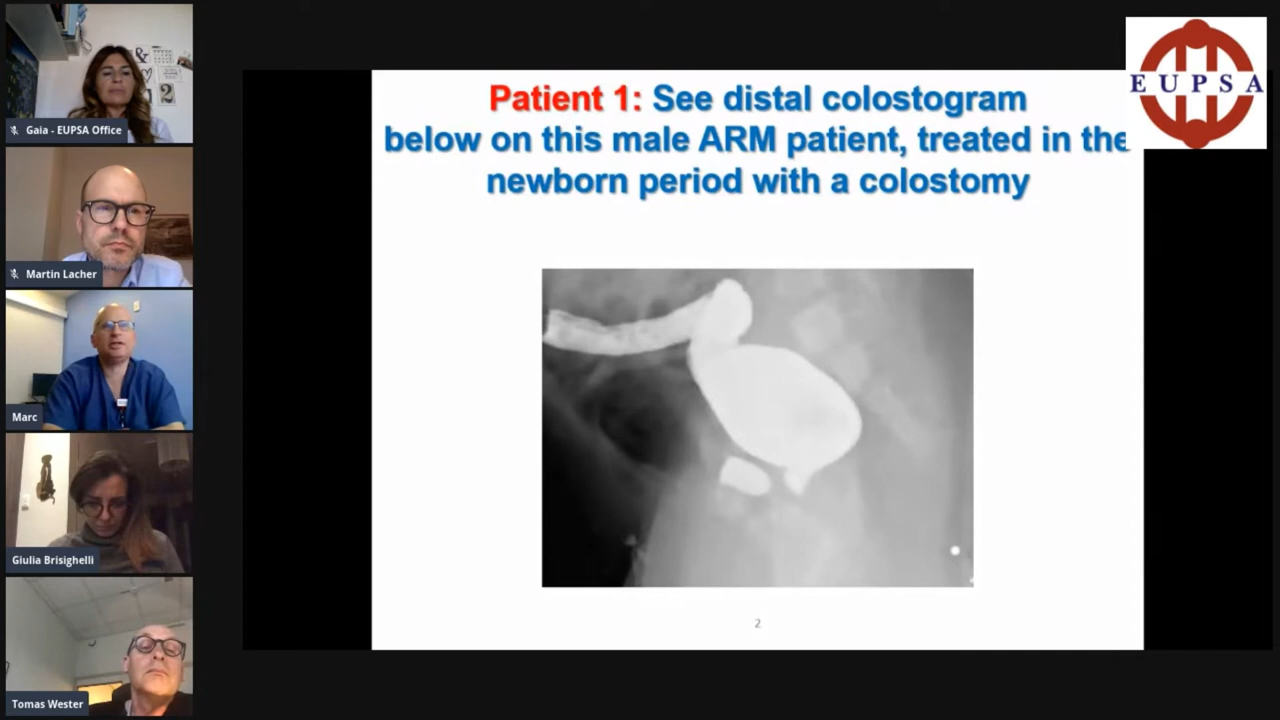 Gaia - EUPSA Office
Martin Lacher
Marc
Giulia Brisighelli
Tomas Wester
Patient 1: See distal colostogram
below on this male ARM patient, treated in the
newborn period with a colostomy
2
EUPSA